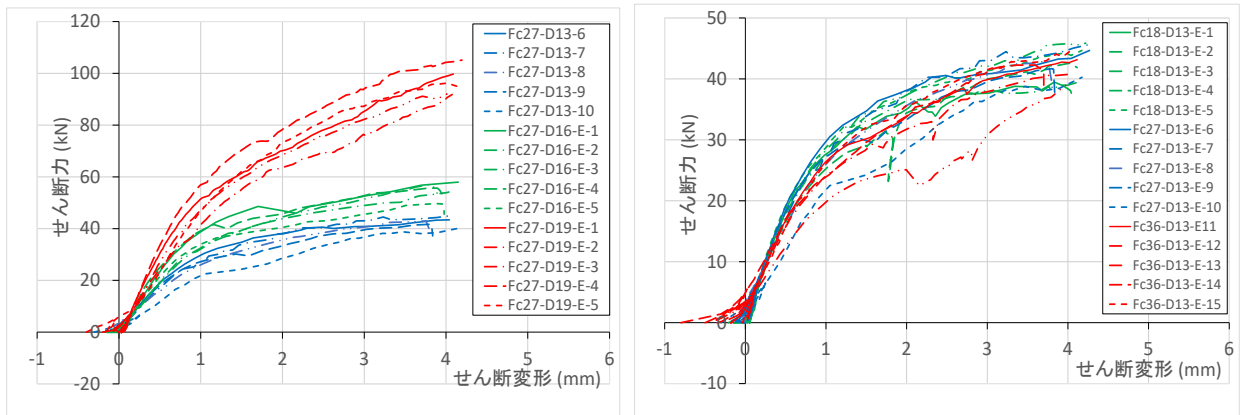 120
100
80
60
40
20
0
-20
-1
0
1
2
3
4
5
6
せん断力 (kN)
せん断変形 (mm)
Fc27-D13-6
Fc27-D13-7
Fc27-D13-8
Fc27-D13-9
Fc27-D13-10
Fc27-D16-E-1
Fc27-D16-E-2
Fc27-D16-E-3
Fc27-D16-E-4
Fc27-D16-E-5
Fc27-D19-E-1
Fc27-D19-E-2
Fc27-D19-E-3
Fc27-D19-E-4
Fc27-D19-E-5
50
40
30
20
10
0
-10
-1
0
1
2
3
4
5
6
せん断力 (kN)
せん断変形 (mm)
Fc18-D13-E-1
Fc18-D13-E-2
Fc18-D13-E-3
Fc18-D13-E-4
Fc18-D13-E-5
Fc27-D13-E-6
Fc27-D13-E-7
Fc27-D13-E-8
Fc27-D13-E-9
Fc27-D13-E-10
Fc36-D13-E11
Fc36-D13-E-12
Fc36-D13-E-13
Fc36-D13-E-14
Fc36-D13-E-15